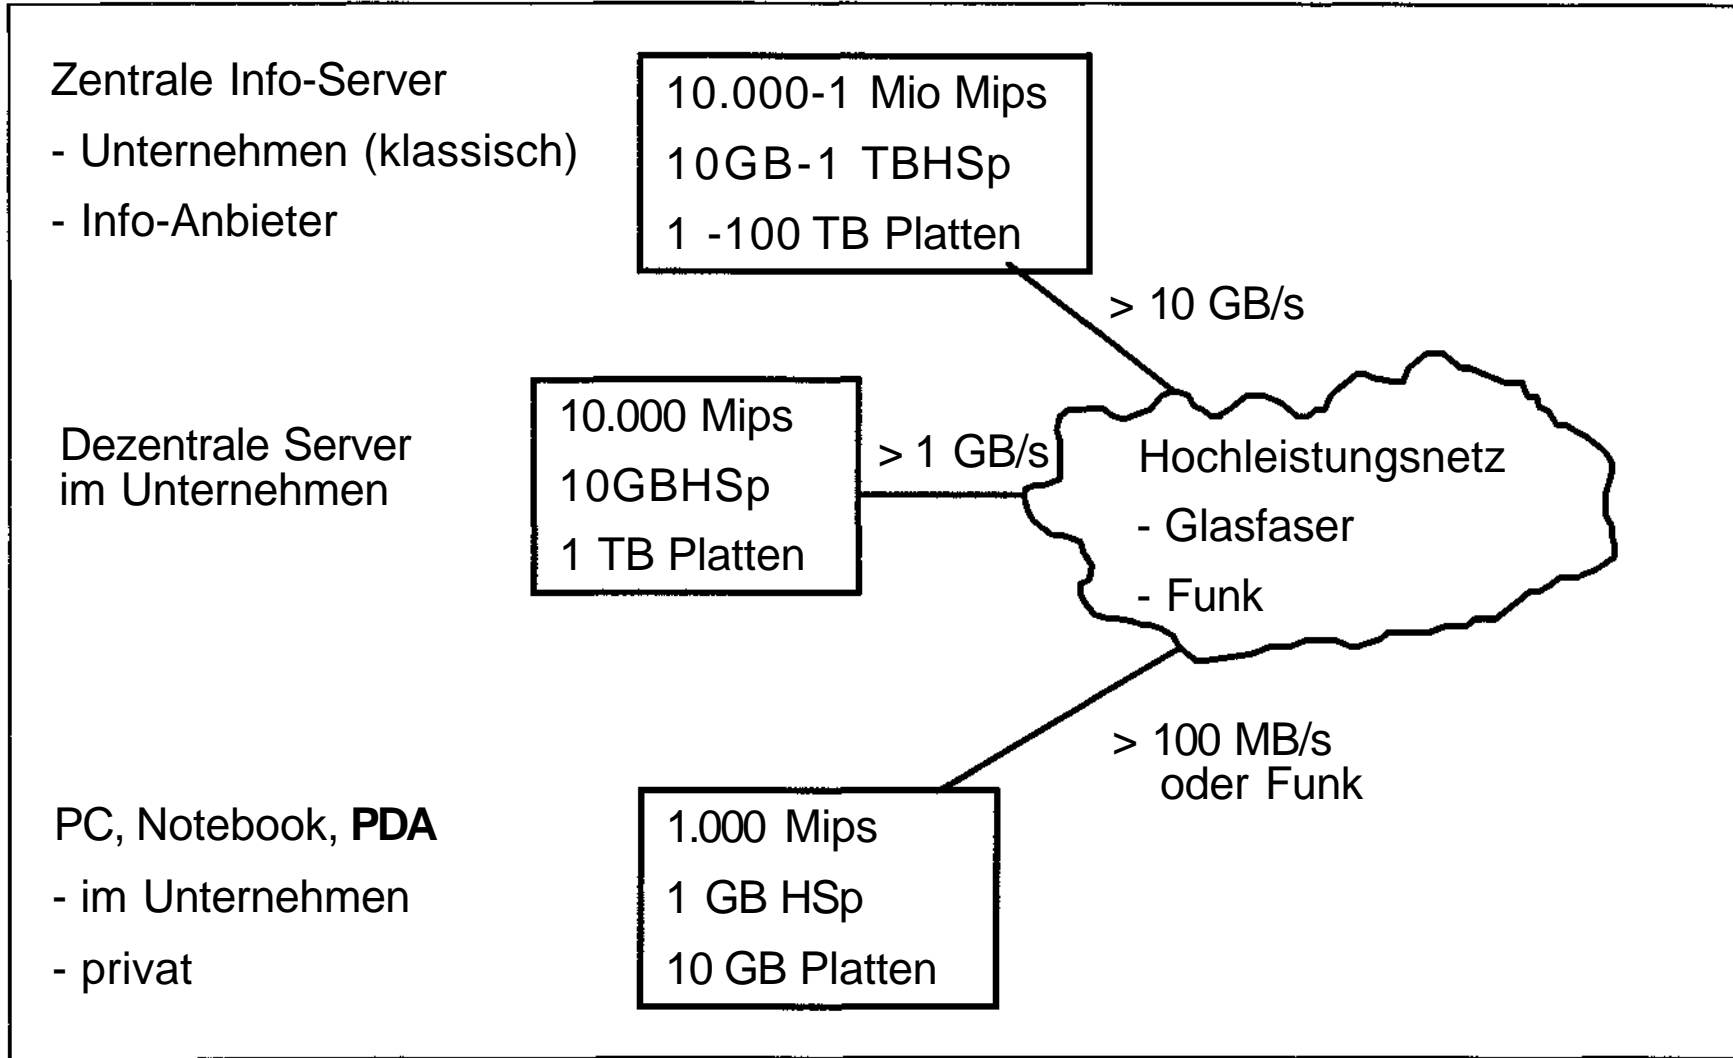 Zentrale Info-Server
- Unternehmen (klassisch)
- Info-Anbieter
10.000-1 Mio Mips
10GB-1 TBHSp
1 -100 TB Platten
> 10 GB/s
Dezentrale Server
im Unternehmen
10.000 Mips
10GBHSp
1 TB Platten
> 1 GB/s
Hochleistungsnetz
- Glasfaser
- Funk
> 100 MB/s
oder Funk
PC, Notebook, PDA
- im Unternehmen
- privat
1.000 Mips
1 GB HSp
10 GB Platten